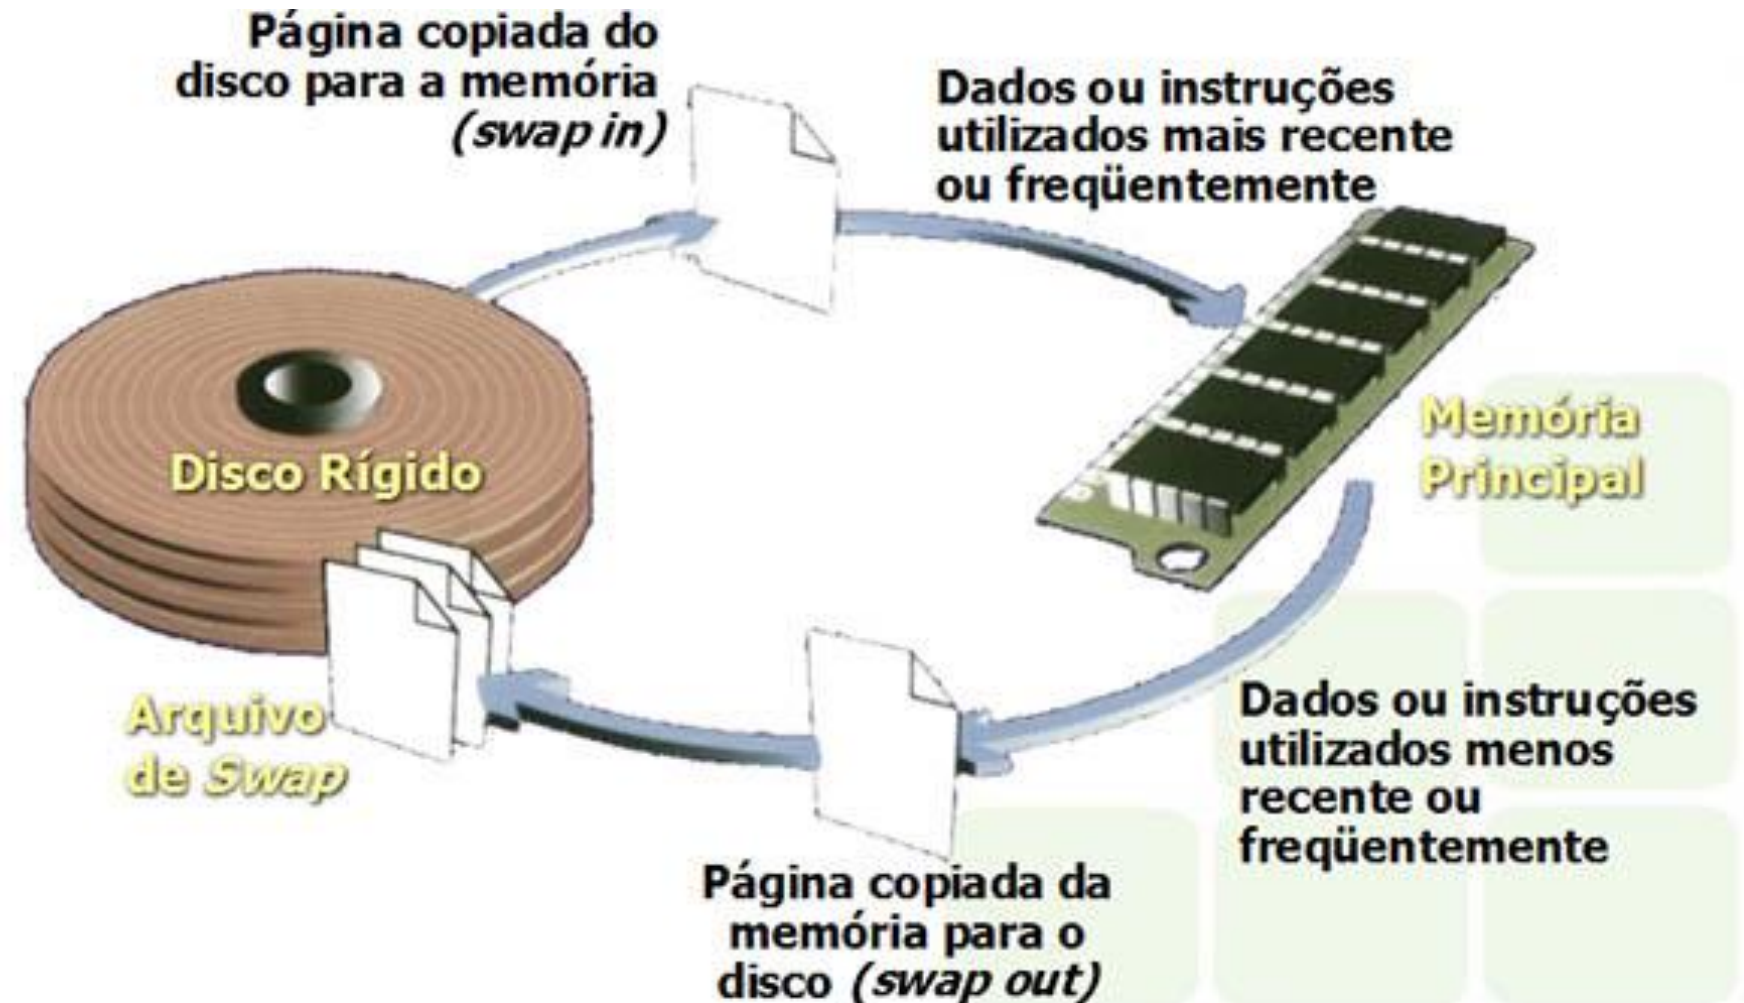 Página copiada do
disco para a memória
(swap in)
Dados ou instruções
utilizados mais recente
ou freqüentemente
Disco Rígido
Memória
Principal
Arquivo
de Swap
Dados ou instruções
utilizados menos
recente ou
freqüentemente
Página copiada da
memória para o
disco (swap out)